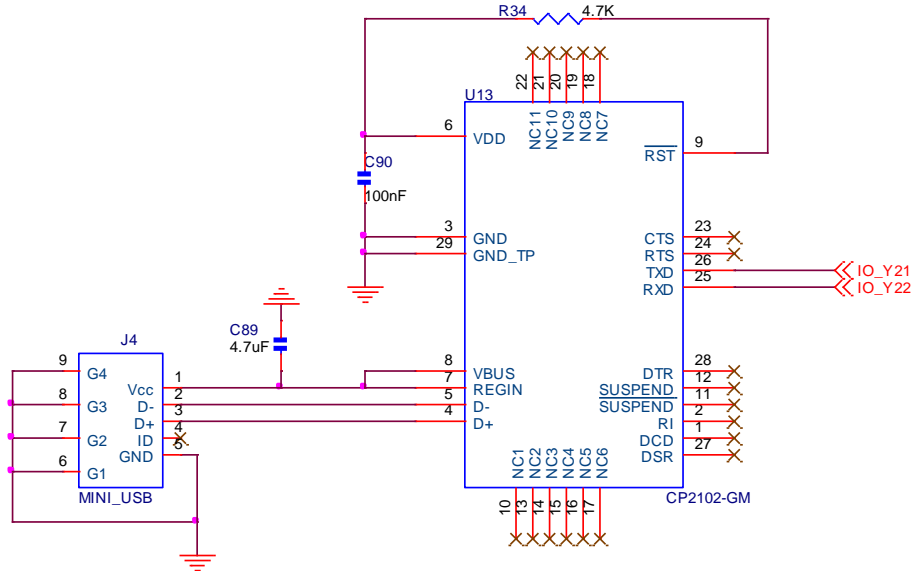 R34 4.7K
22 21 20 19 18
U13
NC11 NC10 NC9 NC8 NC7
6 VDD
RST 9
C90
100nF
3 GND
29 GND_TP
CTS 23
RTS 24
TXD 26 IO_Y21
RXD 25 IO_Y22
C89
4.7uF
J4
9 G4
8 G3
7 G2
6 G1
Vcc 1
D- 2
D+ 3
ID 4
GND 5
MINI_USB
8 VBUS
7 REGIN
5 D-
4 D+
DTR 28
SUSPEND 12
SUSPEND 11
RI 2
DCD 1
DSR 27
NC1 NC2 NC3 NC4 NC5 NC6
10 13 14 15 16 17
CP2102-GM